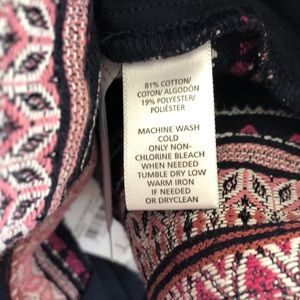 81% COTTON/
COTON/ ALGODÓN
19% POLYESTER/
POLIÉSTER
MACHINE WASH
COLD
ONLY NON-
CHLORINE BLEACH
WHEN NEEDED
TUMBLE DRY LOW
WARM IRON
IF NEEDED
OR DRYCLEAN